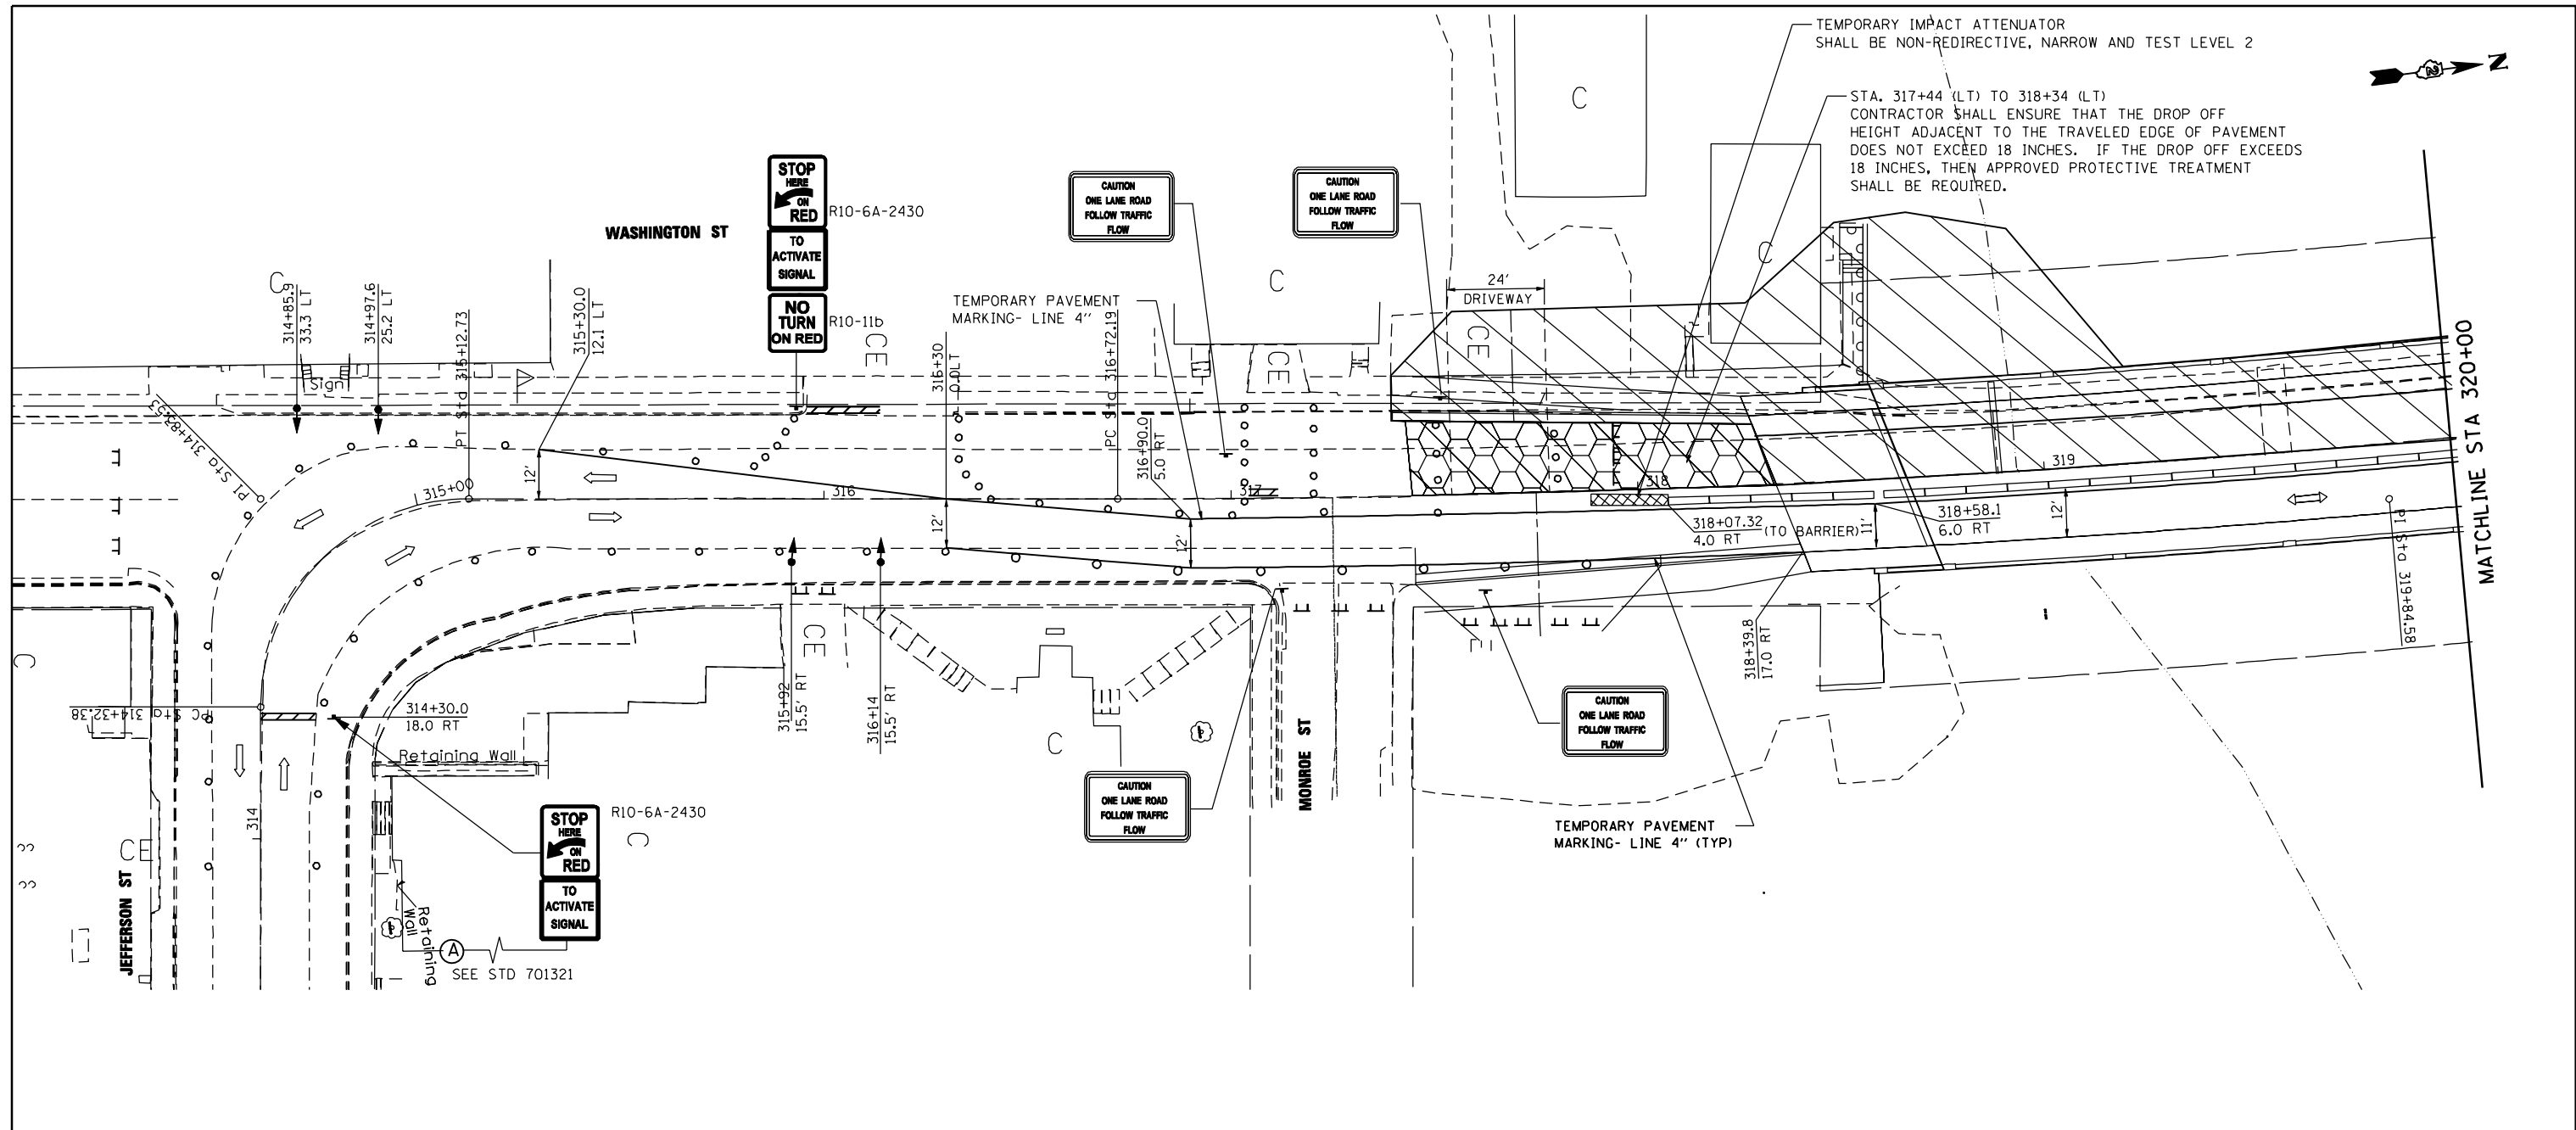 TEMPORARY IMPACT ATTENUATOR
SHALL BE NON-REDIRECTIVE, NARROW AND TEST LEVEL 2
N
STA. 317+44 (LT) TO 318+34 (LT)
CONTRACTOR SHALL ENSURE THAT THE DROP OFF
HEIGHT ADJACENT TO THE TRAVELED EDGE OF PAVEMENT
DOES NOT EXCEED 18 INCHES. IF THE DROP OFF EXCEEDS
18 INCHES, THEN APPROVED PROTECTIVE TREATMENT
SHALL BE REQUIRED.
C
C
STOP
HERE
ON
RED
R10-6A-2430
TO
ACTIVATE
SIGNAL
NO
TURN
ON RED
R10-11b
WASHINGTON ST
CAUTION
ONE LANE ROAD
FOLLOW TRAFFIC
FLOW
CAUTION
ONE LANE ROAD
FOLLOW TRAFFIC
FLOW
C
314+85.9
33.3 LT
314+97.6
25.2 LT
PT Sta 315+12.73
315+30.0
12.1 LT
CE
316+30
0.0 LT
TEMPORARY PAVEMENT
MARKING- LINE 4"
PC Sta 316+72.19
316+90.0
5.0 RT
C
CE
24'
DRIVEWAY
CE
Sign
PI Sta 314+87.53
315+00
12'
316
12'
317
12'
318
319
318+07.32
4.0 RT
(TO BARRIER)
11'
318+58.1
6.0 RT
12'
PI Sta 319+84.58
MATCHLINE STA 320+00
318+39.8
17.0 RT
C
PC Sta 314+32.38
314+30.0
18.0 RT
Retaining Wall
315+92
15.5' RT
CE
316+14
15.5' RT
C
MONROE ST
CAUTION
ONE LANE ROAD
FOLLOW TRAFFIC
FLOW
CAUTION
ONE LANE ROAD
FOLLOW TRAFFIC
FLOW
TEMPORARY PAVEMENT
MARKING- LINE 4" (TYP)
314
CE
JEFFERSON ST
STOP
HERE
ON
RED
R10-6A-2430
C
TO
ACTIVATE
SIGNAL
Retaining
Wall
A
SEE STD 701321